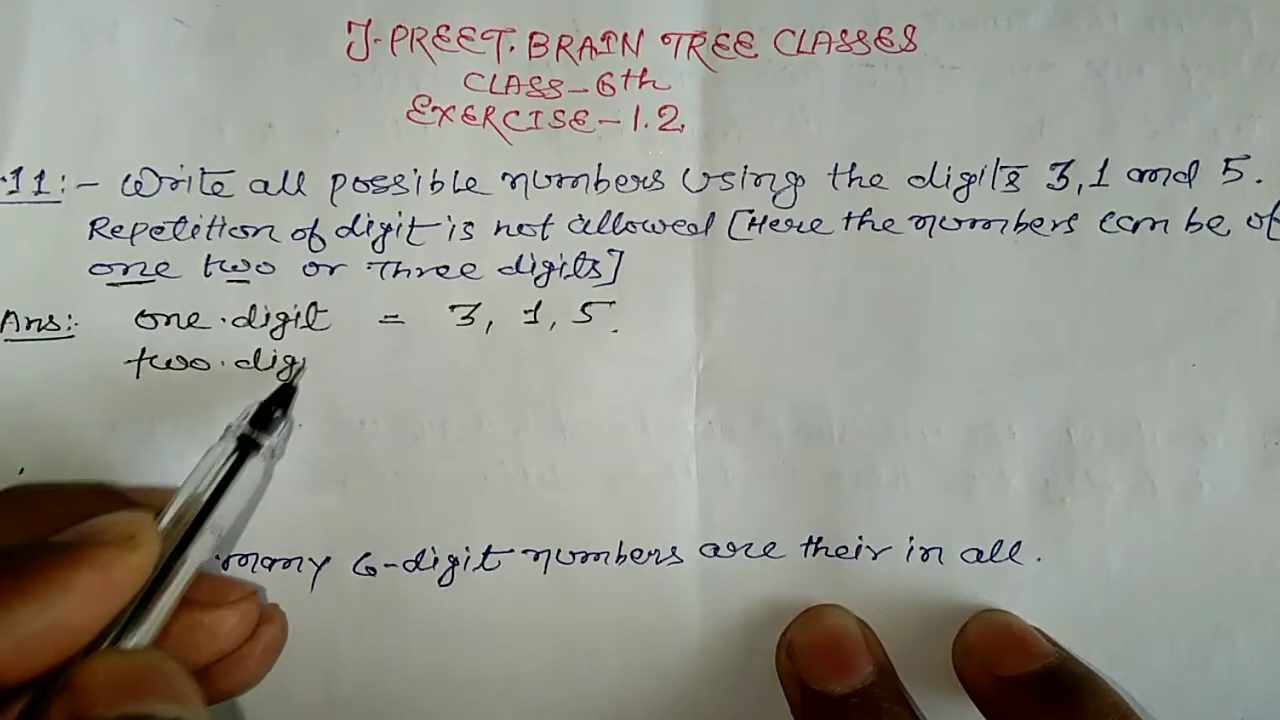 J.PREET.BRAIN TREE CLASSES
CLASS-6th
EXERCISE-1.2.
.11:- Write all possible numbers using the digits 3,1 and 5.
Repetition of digit is not allowed [Here the numbers can be of
one two or Three digits]
Ans:. one.digit = 3, 1, 5.
two.dig
many 6-digit numbers are their in all.